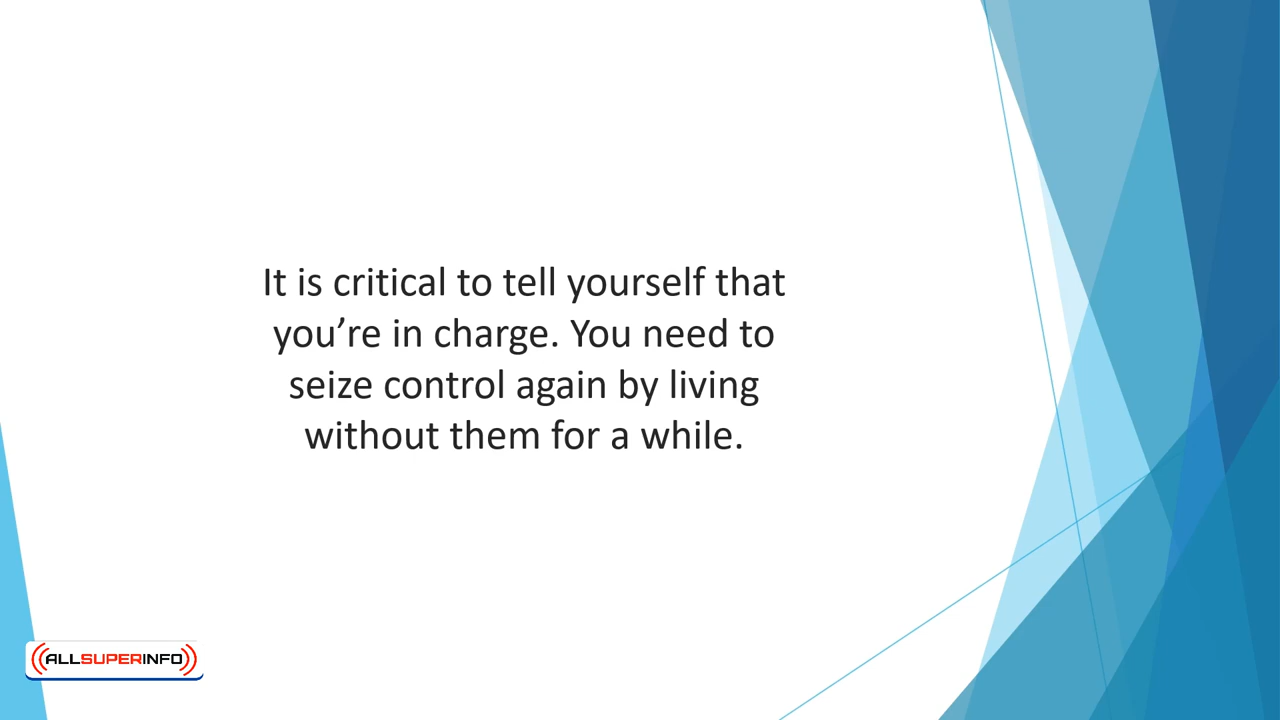 It is critical to tell yourself that
you’re in charge. You need to
seize control again by living
without them for a while.
ALLSUPERINFO